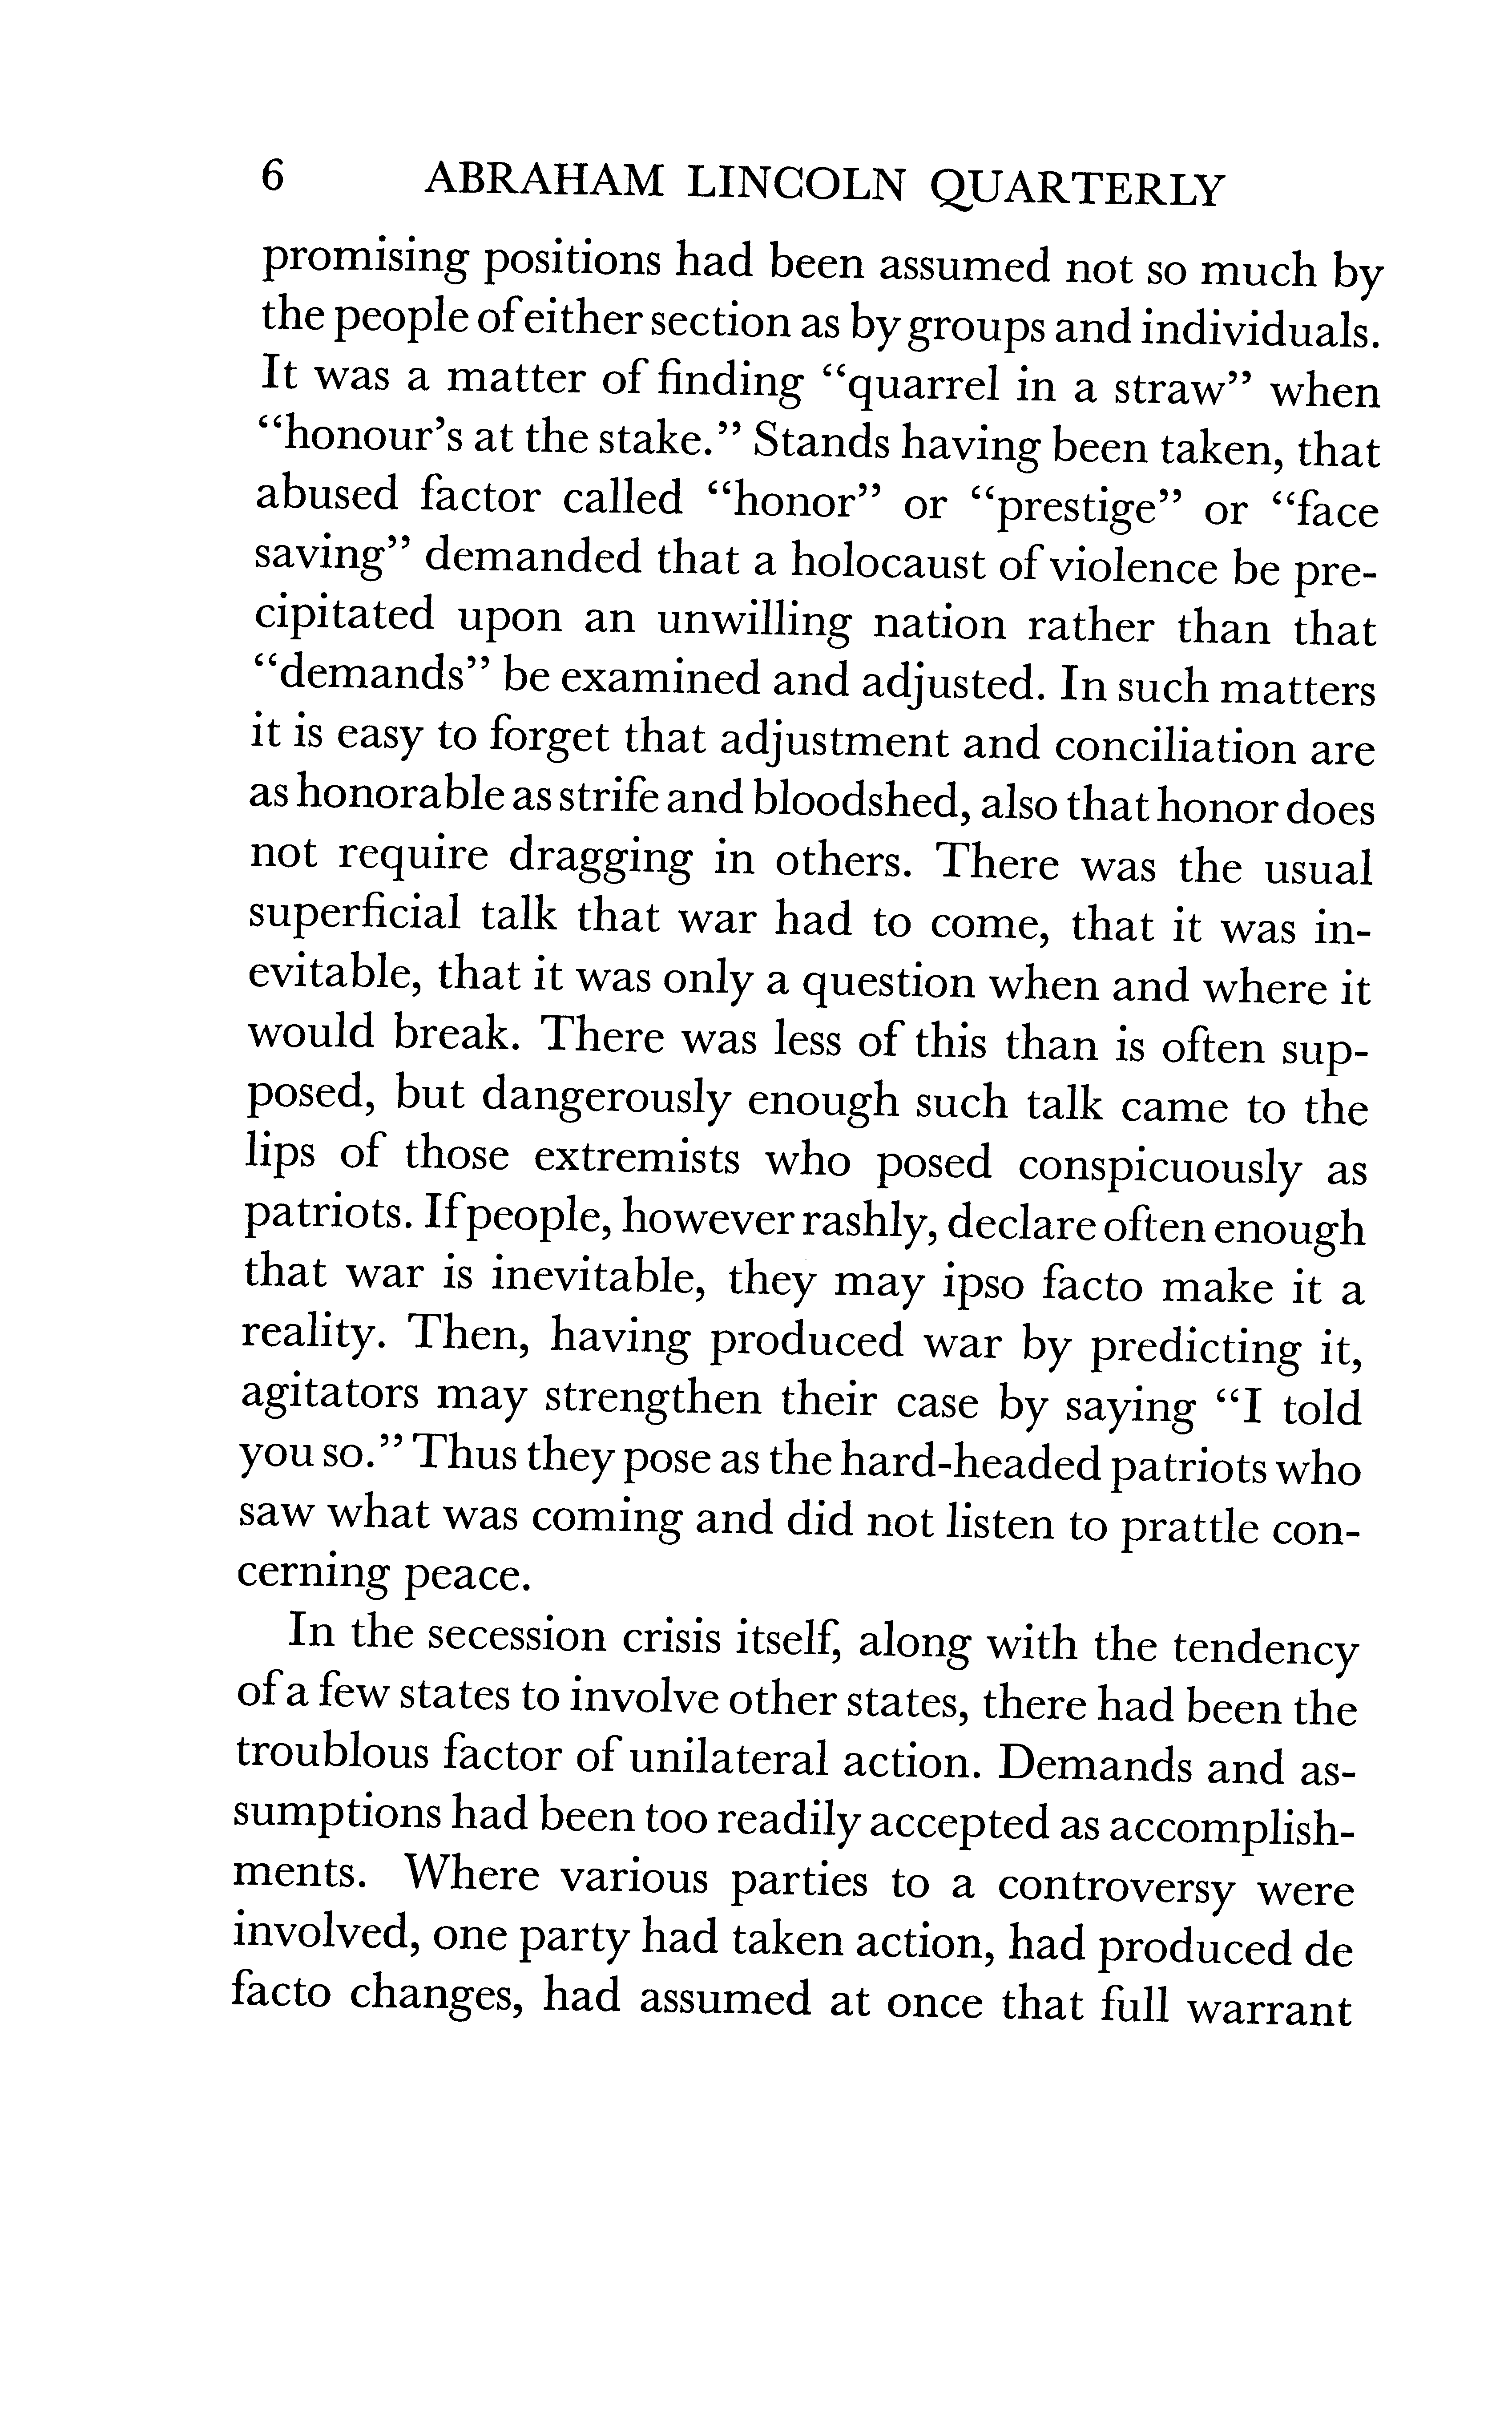 6 ABRAHAM LINCOLN QUARTERLY
promising positions had been assumed not so much by
the people of either section as by groups and individuals.
It was a matter of finding “quarrel in a straw” when
“honour’s at the stake.” Stands having been taken, that
abused factor called “honor” or “prestige” or “face
saving” demanded that a holocaust of violence be pre-
cipitated upon an unwilling nation rather than that
“demands” be examined and adjusted. In such matters
it is easy to forget that adjustment and conciliation are
as honorable as strife and bloodshed, also that honor does
not require dragging in others. There was the usual
superficial talk that war had to come, that it was in-
evitable, that it was only a question when and where it
would break. There was less of this than is often sup-
posed, but dangerously enough such talk came to the
lips of those extremists who posed conspicuously as
patriots. If people, however rashly, declare often enough
that war is inevitable, they may ipso facto make it a
reality. Then, having produced war by predicting it,
agitators may strengthen their case by saying “I told
you so.” Thus they pose as the hard-headed patriots who
saw what was coming and did not listen to prattle con-
cerning peace.
In the secession crisis itself, along with the tendency
of a few states to involve other states, there had been the
troublous factor of unilateral action. Demands and as-
sumptions had been too readily accepted as accomplish-
ments. Where various parties to a controversy were
involved, one party had taken action, had produced de
facto changes, had assumed at once that full warrant